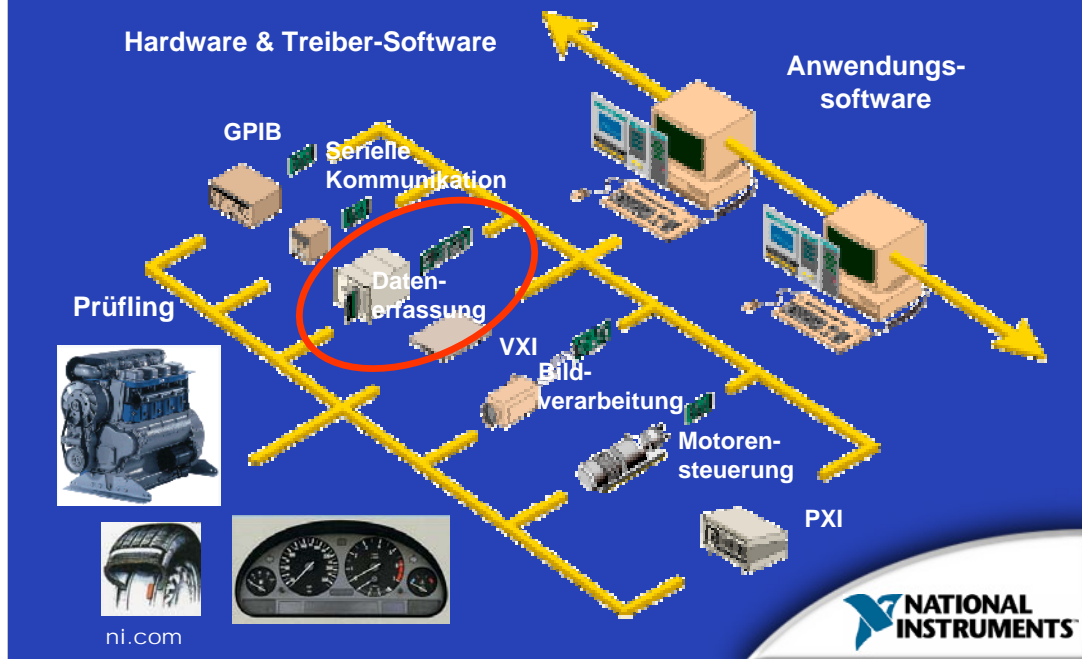 Hardware & Treiber-Software
Anwendungs-
software
GPIB
Serielle
Kommunikation
Daten-
erfassung
Prüfling
VXI
Bild-
verarbeitung
Motoren-
steuerung
PXI
ni.com
NATIONAL
INSTRUMENTS™